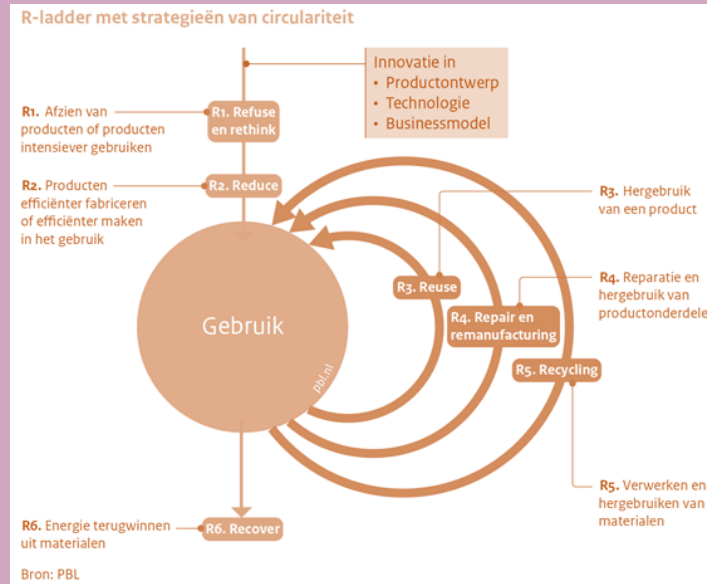 R-ladder met strategieën van circulariteit
Innovatie in
• Productontwerp
• Technologie
• Businessmodel
R1. Afzien van
producten of producten
intensiever gebruiken
R1. Refuse
en rethink
R2. Producten
efficiënter fabriceren
of efficiënter maken
in het gebruik
R2. Reduce
R3. Hergebruik
van een product
R3. Reuse
R4. Reparatie en
hergebruik van
productonderdele
R4. Repair en
remanufacturing
Gebruik
pbl.nl
R5. Recycling
R5. Verwerken en
hergebruiken van
materialen
R6. Energie terugwinnen
uit materialen
R6. Recover
Bron: PBL